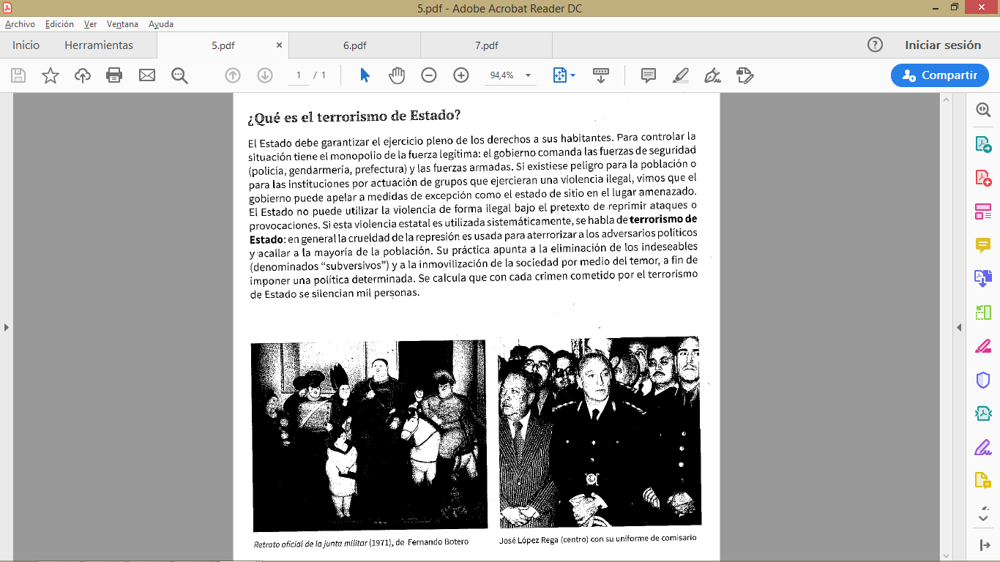 5.pdf - Adobe Acrobat Reader DC
Archivo Edición Ver Ventana Ayuda
Inicio Herramientas 5.pdf × 6.pdf 7.pdf ? Iniciar sesión
1 / 1 94,4% Compartir
¿Qué es el terrorismo de Estado?
El Estado debe garantizar el ejercicio pleno de los derechos a sus habitantes. Para controlar la
situación tiene el monopolio de la fuerza legítima: el gobierno comanda las fuerzas de seguridad
(policía, gendarmería, prefectura) y las fuerzas armadas. Si existiese peligro para la población o
para las instituciones por actuación de grupos que ejercieran una violencia ilegal, vimos que el
gobierno puede apelar a medidas de excepción como el estado de sitio en el lugar amenazado.
El Estado no puede utilizar la violencia de forma ilegal bajo el pretexto de reprimir ataques o
provocaciones. Si esta violencia estatal es utilizada sistemáticamente, se habla de terrorismo de
Estado: en general la crueldad de la represión es usada para aterrorizar a los adversarios políticos
y acallar a la mayoría de la población. Su práctica apunta a la eliminación de los indeseables
(denominados “subversivos”) y a la inmovilización de la sociedad por medio del temor, a fin de
imponer una política determinada. Se calcula que con cada crimen cometido por el terrorismo
de Estado se silencian mil personas.
Retrato oficial de la junta militar (1971), de Fernando Botero
José López Rega (centro) con su uniforme de comisario